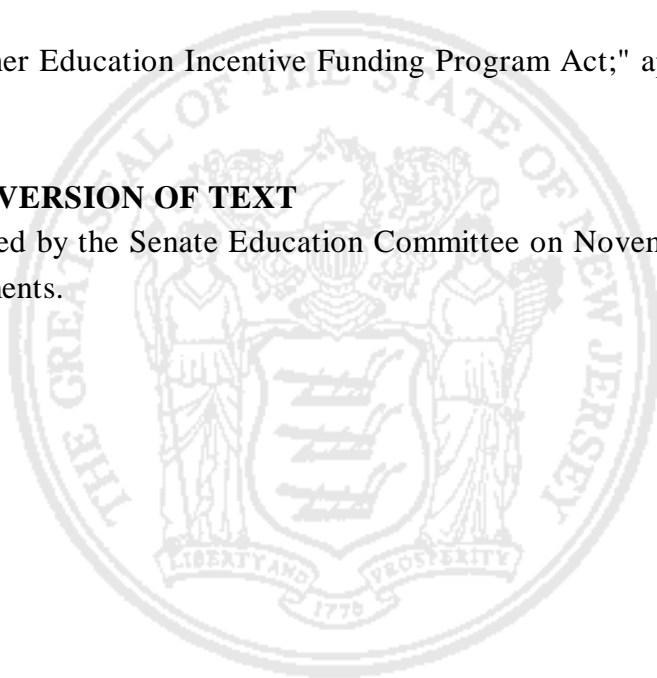 her Education Incentive Funding Program Act;" a
VERSION OF TEXT
ed by the Senate Education Committee on Novem
ents.
THE GREAT SEAL OF THE STATE OF NEW JERSEY
LIBERTY AND PROSPERITY
1776